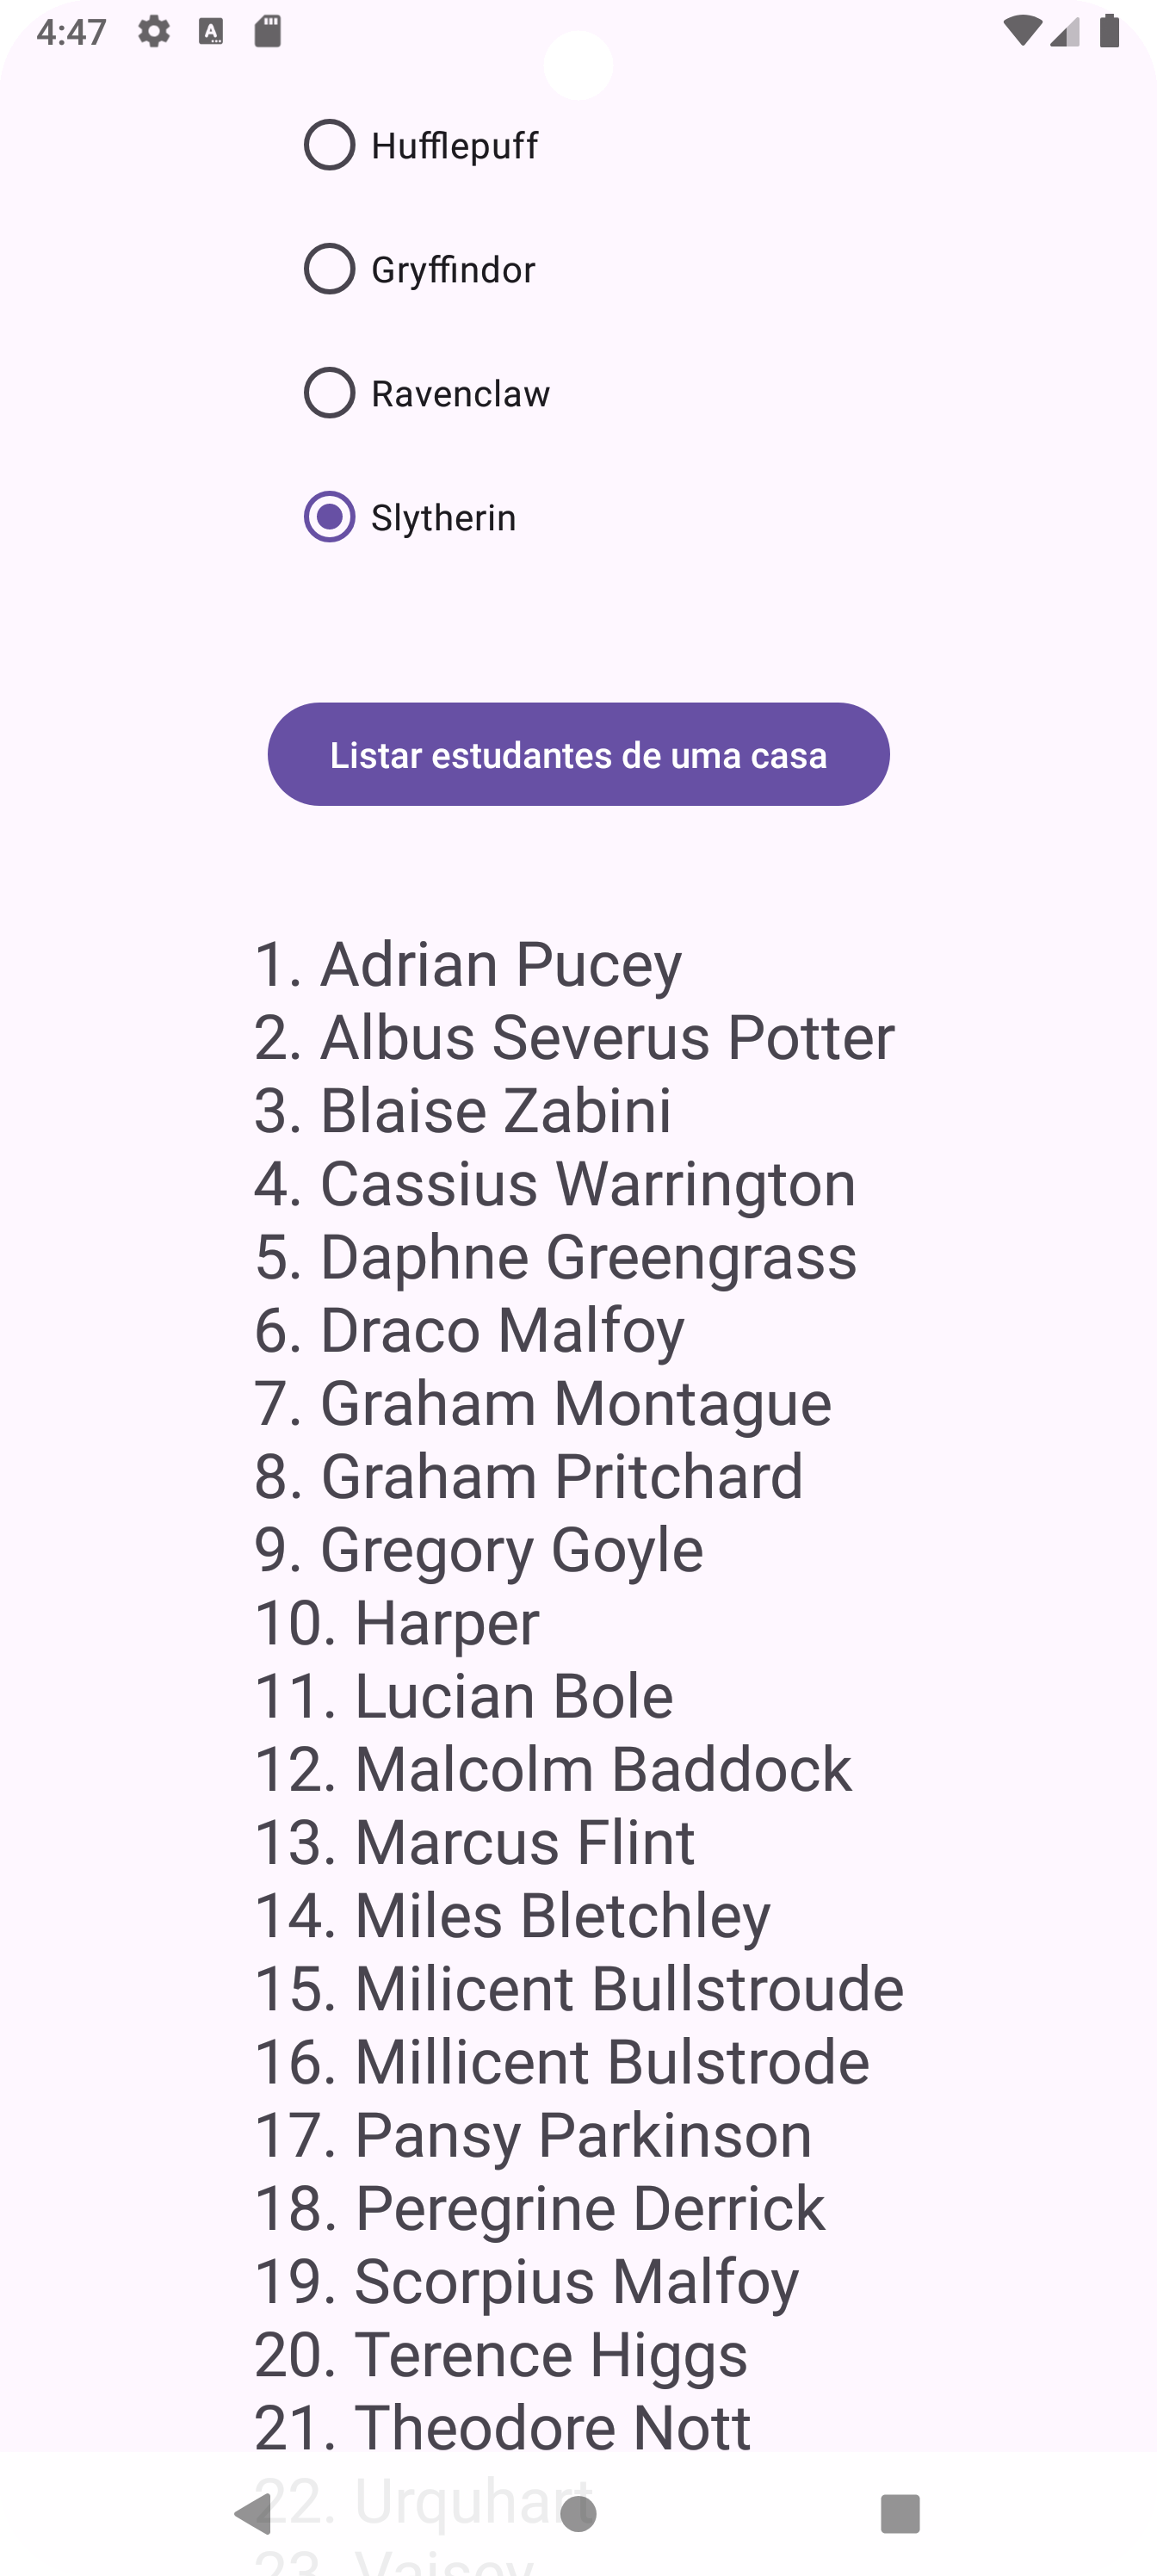 4:47
Hufflepuff
Gryffindor
Ravenclaw
Slytherin
Listar estudantes de uma casa
1. Adrian Pucey
2. Albus Severus Potter
3. Blaise Zabini
4. Cassius Warrington
5. Daphne Greengrass
6. Draco Malfoy
7. Graham Montague
8. Graham Pritchard
9. Gregory Goyle
10. Harper
11. Lucian Bole
12. Malcolm Baddock
13. Marcus Flint
14. Miles Bletchley
15. Milicent Bullstroude
16. Millicent Bulstrode
17. Pansy Parkinson
18. Peregrine Derrick
19. Scorpius Malfoy
20. Terence Higgs
21. Theodore Nott
22. Urquhart
23. Vaisey